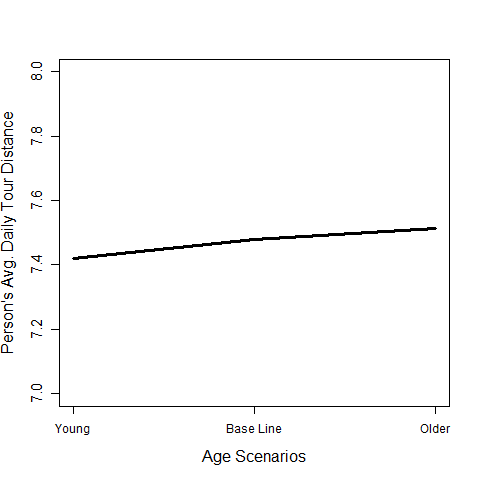 Person's Avg. Daily Tour Distance
8.0
7.8
7.6
7.4
7.2
7.0
Young Base Line Older
Age Scenarios